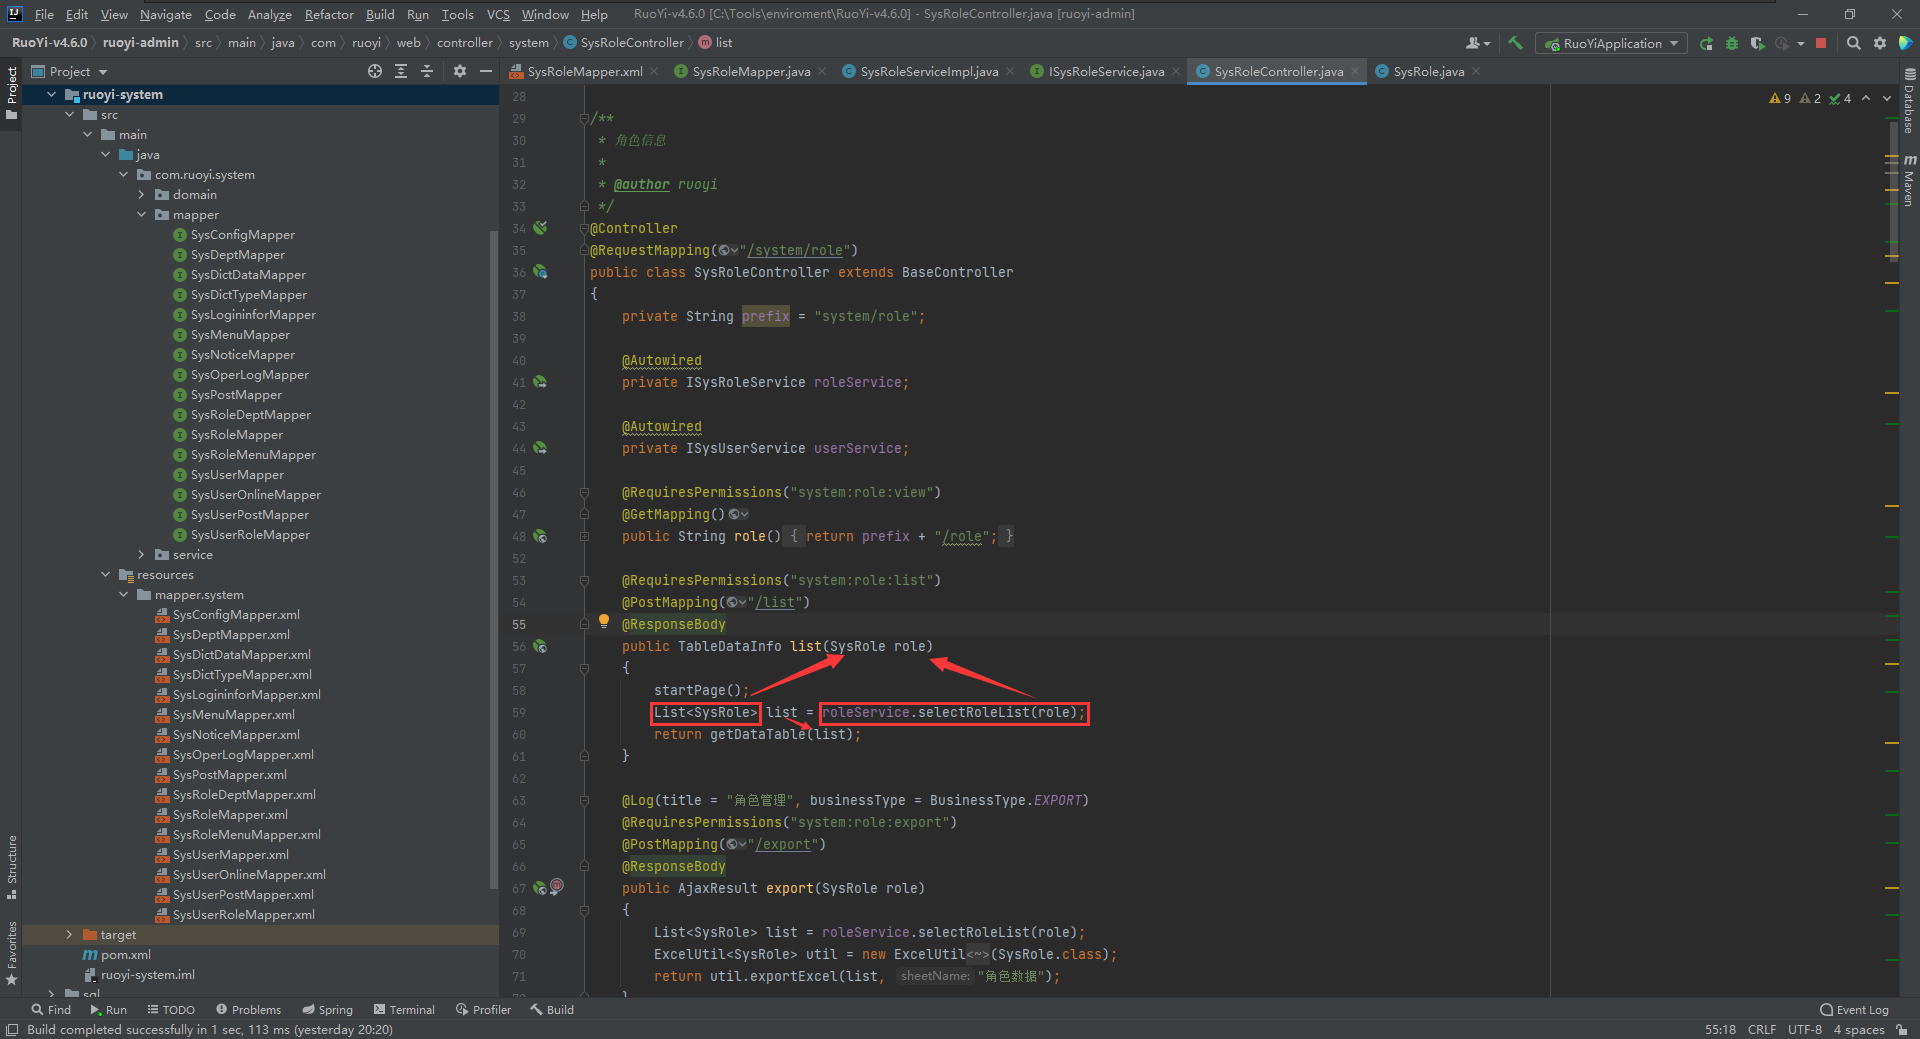 File Edit View Navigate Code Analyze Refactor Build Run Tools VCS Window Help RuoYi-v4.6.0 [C:\Tools\enviroment\RuoYi-v4.6.0] - SysRoleController.java [ruoyi-admin]
RuoYi-v4.6.0 ruoyi-admin src main java com ruoyi web controller system SysRoleController list
RuoYiApplication
Project
SysRoleMapper.xml SysRoleMapper.java SysRoleServiceImpl.java ISysRoleService.java SysRoleController.java SysRole.java
Project
ruoyi-system
src
main
java
com.ruoyi.system
domain
mapper
SysConfigMapper
SysDeptMapper
SysDictDataMapper
SysDictTypeMapper
SysLogininforMapper
SysMenuMapper
SysNoticeMapper
SysOperLogMapper
SysPostMapper
SysRoleDeptMapper
SysRoleMapper
SysRoleMenuMapper
SysUserMapper
SysUserOnlineMapper
SysUserPostMapper
SysUserRoleMapper
service
resources
mapper.system
SysConfigMapper.xml
SysDeptMapper.xml
SysDictDataMapper.xml
SysDictTypeMapper.xml
SysLogininforMapper.xml
SysMenuMapper.xml
SysNoticeMapper.xml
SysOperLogMapper.xml
SysPostMapper.xml
SysRoleDeptMapper.xml
SysRoleMapper.xml
SysRoleMenuMapper.xml
SysUserMapper.xml
SysUserOnlineMapper.xml
SysUserPostMapper.xml
SysUserRoleMapper.xml
target
pom.xml
ruoyi-system.iml
sql
Structure
Favorites
9 2 4
28
29 /**
30 * 角色信息
31 *
32 * @author ruoyi
33 */
34 @Controller
35 @RequestMapping("/system/role")
36 public class SysRoleController extends BaseController
37 {
38 private String prefix = "system/role";
39
40 @Autowired
41 private ISysRoleService roleService;
42
43 @Autowired
44 private ISysUserService userService;
45
46 @RequiresPermissions("system:role:view")
47 @GetMapping()
48 public String role() { return prefix + "/role"; }
52
53 @RequiresPermissions("system:role:list")
54 @PostMapping("/list")
55 @ResponseBody
56 public TableDataInfo list(SysRole role)
57 {
58 startPage();
59 List<SysRole> list = roleService.selectRoleList(role);
60 return getDataTable(list);
61 }
62
63 @Log(title = "角色管理", businessType = BusinessType.EXPORT)
64 @RequiresPermissions("system:role:export")
65 @PostMapping("/export")
66 @ResponseBody
67 public AjaxResult export(SysRole role)
68 {
69 List<SysRole> list = roleService.selectRoleList(role);
70 ExcelUtil<SysRole> util = new ExcelUtil<~>(SysRole.class);
71 return util.exportExcel(list, sheetName: "角色数据");
72 }
Database
Maven
Find Run TODO Problems Spring Terminal Profiler Build Event Log
Build completed successfully in 1 sec, 113 ms (yesterday 20:20) 55:18 CRLF UTF-8 4 spaces